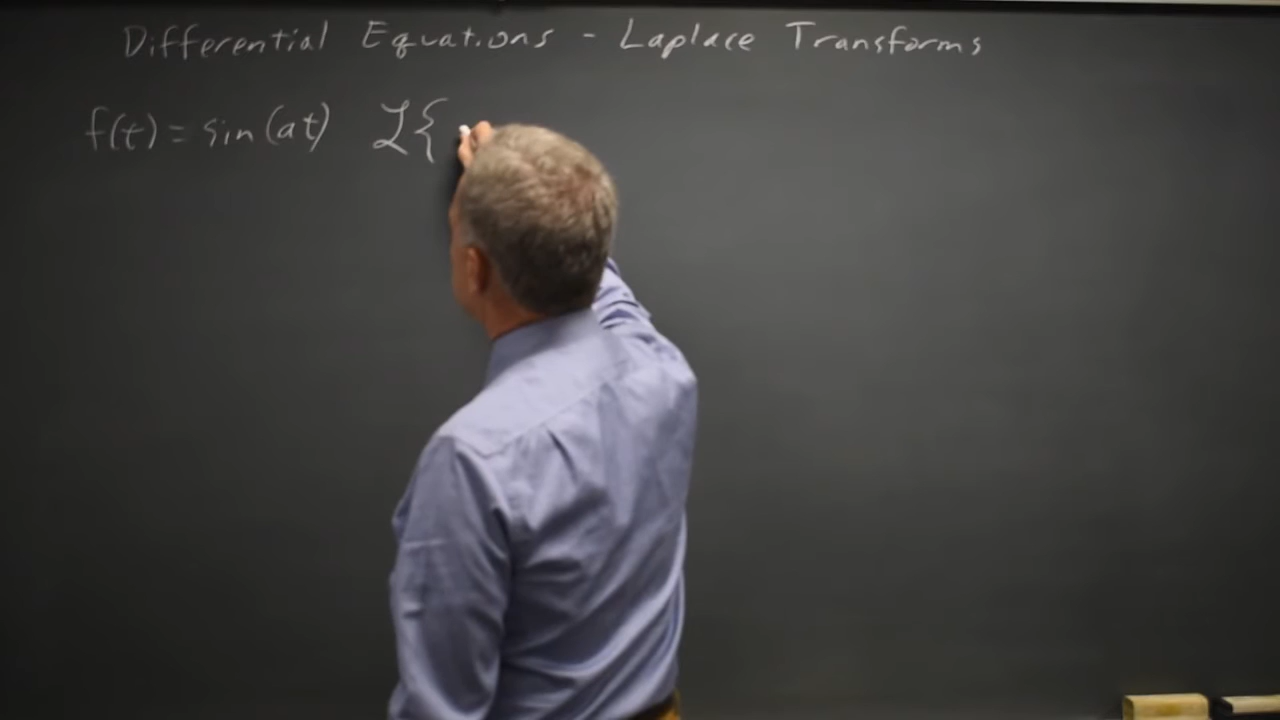 Differential Equations - Laplace Transforms
f(t) = sin(at) ℒ{